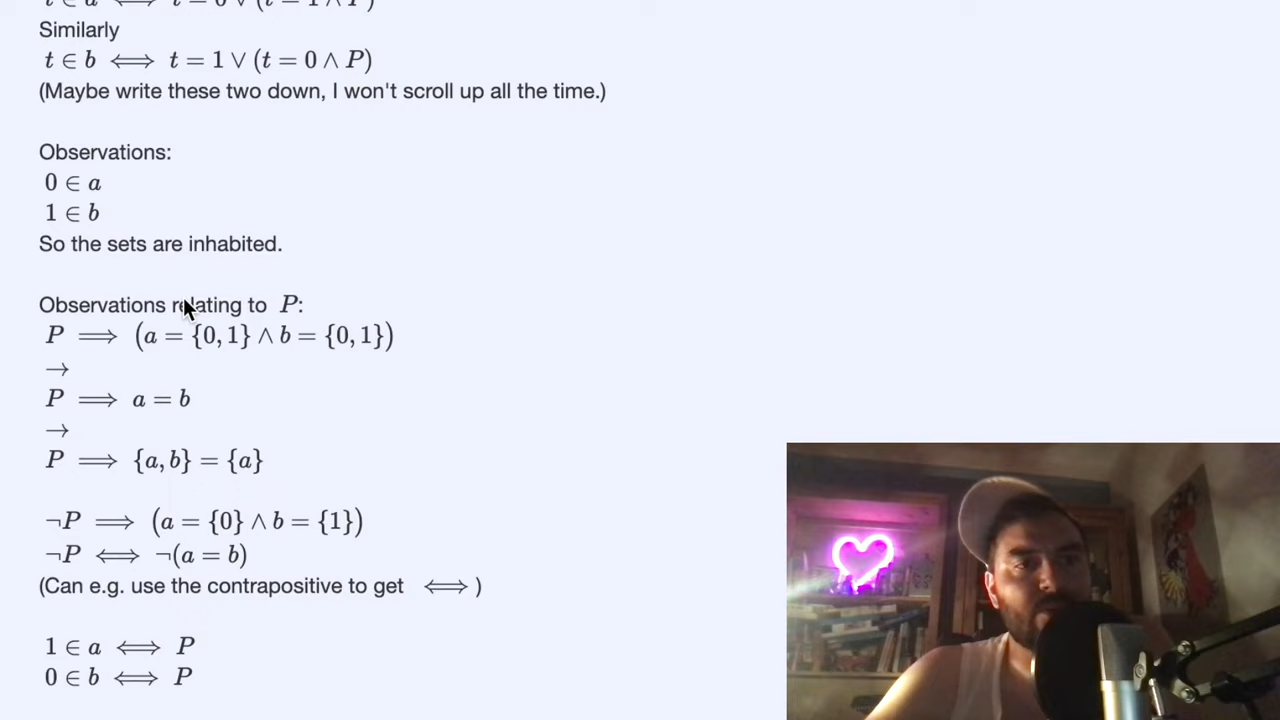 t ∈ a ⟺ t = 0 ∨ (t = 1 ∧ P)
Similarly
t ∈ b ⟺ t = 1 ∨ (t = 0 ∧ P)
(Maybe write these two down, I won't scroll up all the time.)
Observations:
0 ∈ a
1 ∈ b
So the sets are inhabited.
Observations relating to P:
P ⟹ (a = {0, 1} ∧ b = {0, 1})
→
P ⟹ a = b
→
P ⟹ {a, b} = {a}
¬P ⟹ (a = {0} ∧ b = {1})
¬P ⟺ ¬(a = b)
(Can e.g. use the contrapositive to get ⟺)
1 ∈ a ⟺ P
0 ∈ b ⟺ P